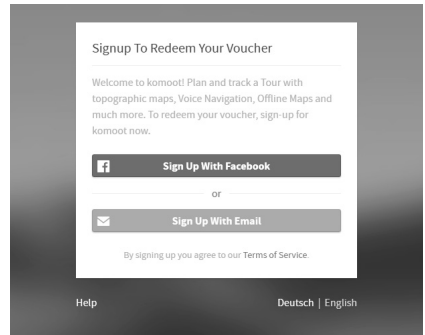 Signup To Redeem Your Voucher
Welcome to komoot! Plan and track a Tour with
topographic maps, Voice Navigation, Offline Maps and
much more. To redeem your voucher, sign-up for
komoot now.
Sign Up With Facebook
or
Sign Up With Email
By signing up you agree to our Terms of Service.
Help
Deutsch | English